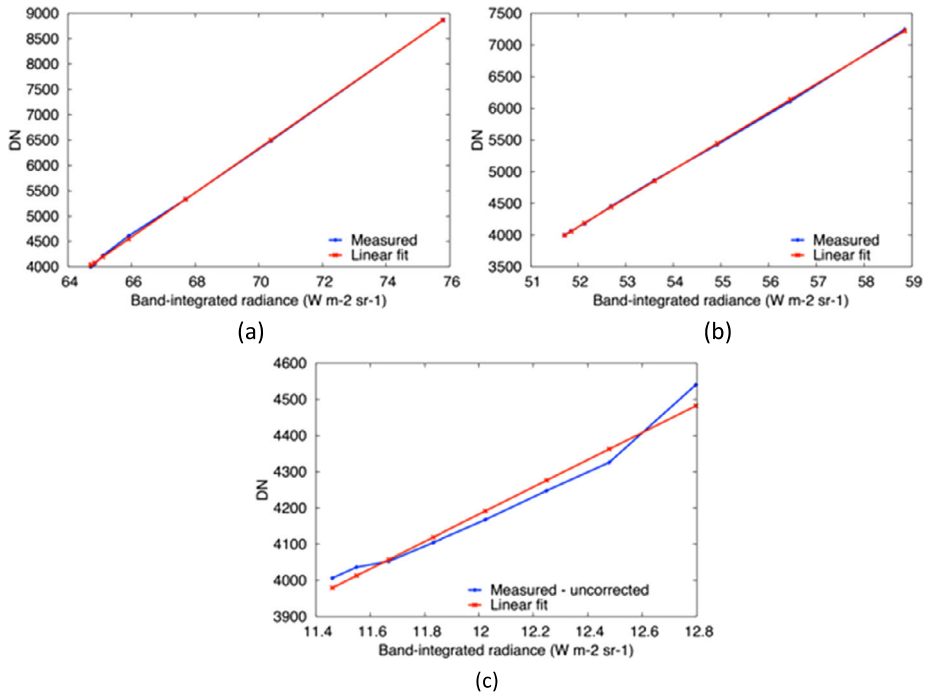 9000
8500
8000
7500
7000
6500
6000
5500
5000
4500
4000
DN
64 66 68 70 72 74 76
Band-integrated radiance (W m-2 sr-1)
Measured
Linear fit
(a)
7500
7000
6500
6000
5500
5000
4500
4000
3500
DN
51 52 53 54 55 56 57 58 59
Band-integrated radiance (W m-2 sr-1)
Measured
Linear fit
(b)
4600
4500
4400
4300
4200
4100
4000
3900
DN
11.4 11.6 11.8 12 12.2 12.4 12.6 12.8
Band-integrated radiance (W m-2 sr-1)
Measured - uncorrected
Linear fit
(c)